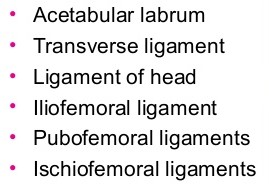 • Acetabular labrum
• Transverse ligament
• Ligament of head
• Iliofemoral ligament
• Pubofemoral ligaments
• Ischiofemoral ligaments